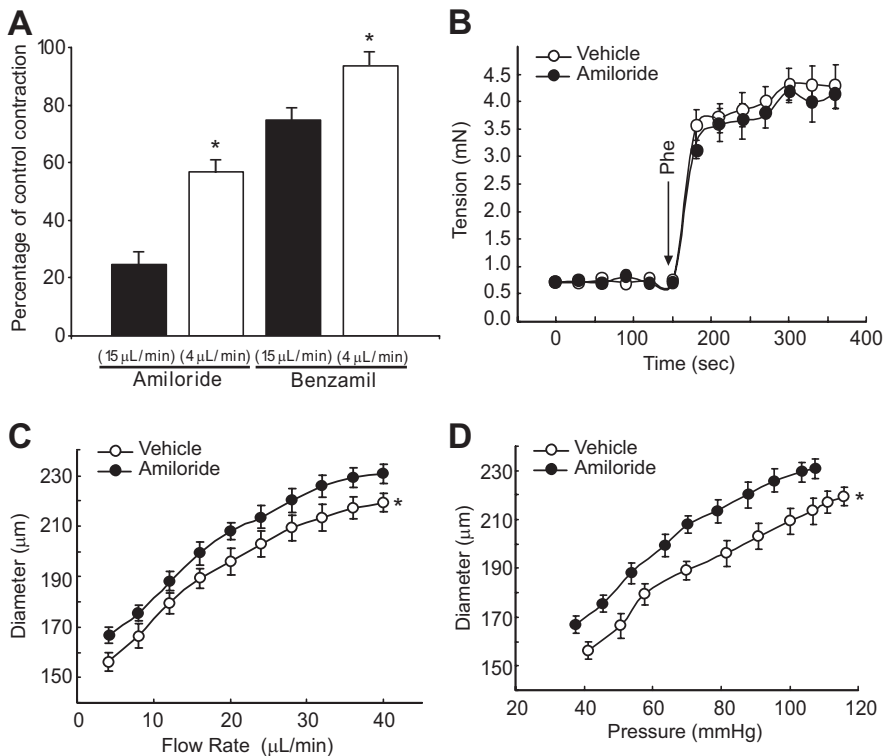 A
Percentage of control contraction
100
80
60
40
20
0
*
*
(15 µL/min) (4 µL/min) (15 µL/min) (4 µL/min)
Amiloride Benzamil
B
Vehicle
Amiloride
Tension (mN)
4.5
4.0
3.5
3.0
2.5
2.0
1.5
1.0
0.5
0.0
Phe
0 100 200 300 400
Time (sec)
C
Vehicle
Amiloride
Diameter (µm)
230
210
190
170
150
*
0 10 20 30 40
Flow Rate (µL/min)
D
Vehicle
Amiloride
Diameter (µm)
230
210
190
170
150
*
20 40 60 80 100 120
Pressure (mmHg)